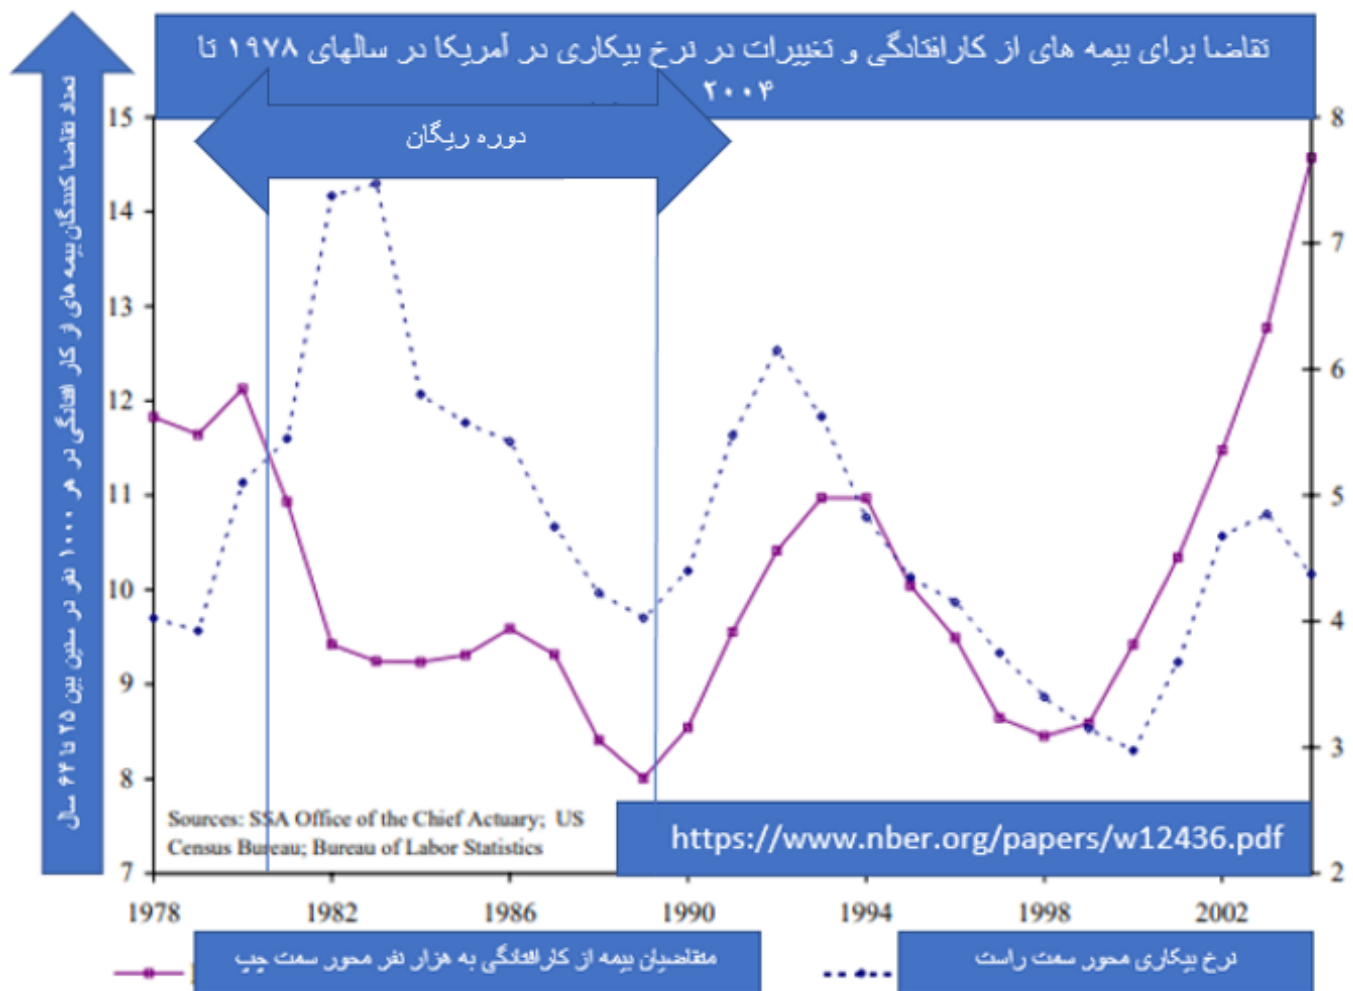 تقاضا برای بیمه های از کارافتادگی و تغییرات در نرخ بیکاری در آمریکا در سالهای ۱۹۷۸ تا
۲۰۰۴
دوره ریگان
تعداد تقاضا کنندگان بیمه های از کار افتادگی در هر ۱۰۰۰ نفر در سنین بین ۲۵ تا ۶۴ سال
15
14
13
12
11
10
9
8
7
8
7
6
5
4
3
2
Sources: SSA Office of the Chief Actuary; US
Census Bureau; Bureau of Labor Statistics
https://www.nber.org/papers/w12436.pdf
1978 1982 1986 1990 1994 1998 2002
متقاضیان بیمه از کارافتادگی به هزار نفر محور سمت چپ
نرخ بیکاری محور سمت راست